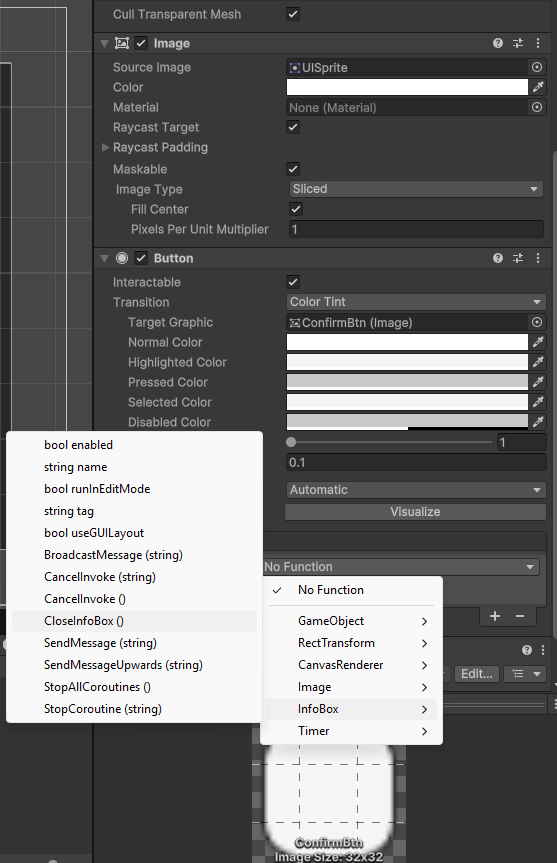 Cull Transparent Mesh
Image
Source Image
UISprite
Color
Material
None (Material)
Raycast Target
Raycast Padding
Maskable
Image Type
Sliced
Fill Center
Pixels Per Unit Multiplier
1
Button
Interactable
Transition
Color Tint
Target Graphic
ConfirmBtn (Image)
Normal Color
Highlighted Color
Pressed Color
Selected Color
Disabled Color
1
0.1
Automatic
Visualize
No Function
bool enabled
string name
bool runInEditMode
string tag
bool useGUILayout
BroadcastMessage (string)
CancelInvoke (string)
CancelInvoke ()
CloseInfoBox ()
SendMessage (string)
SendMessageUpwards (string)
StopAllCoroutines ()
StopCoroutine (string)
No Function
GameObject
RectTransform
CanvasRenderer
Image
InfoBox
Timer
Edit...
ConfirmBtn
Image Size: 32x32